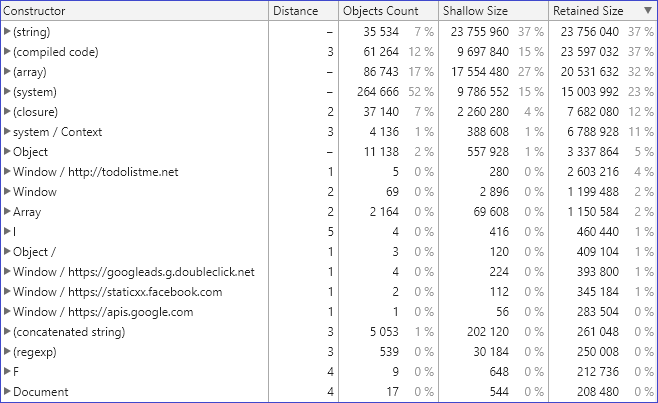 Constructor Distance Objects Count Shallow Size Retained Size ▼
▶(string) – 35 534 7 % 23 755 960 37 % 23 756 040 37 %
▶(compiled code) 3 61 264 12 % 9 697 840 15 % 23 597 032 37 %
▶(array) – 86 743 17 % 17 554 480 27 % 20 531 632 32 %
▶(system) – 264 666 52 % 9 786 552 15 % 15 003 992 23 %
▶(closure) 2 37 140 7 % 2 260 280 4 % 7 682 080 12 %
▶system / Context 3 4 136 1 % 388 608 1 % 6 788 928 11 %
▶Object – 11 138 2 % 557 928 1 % 3 337 864 5 %
▶Window / http://todolistme.net 1 5 0 % 280 0 % 2 603 216 4 %
▶Window 2 69 0 % 2 896 0 % 1 199 488 2 %
▶Array 2 2 164 0 % 69 608 0 % 1 150 584 2 %
▶I 5 4 0 % 416 0 % 460 440 1 %
▶Object / 1 3 0 % 120 0 % 409 104 1 %
▶Window / https://googleads.g.doubleclick.net 1 4 0 % 224 0 % 393 800 1 %
▶Window / https://staticxx.facebook.com 1 2 0 % 112 0 % 345 184 1 %
▶Window / https://apis.google.com 1 1 0 % 56 0 % 283 504 0 %
▶(concatenated string) 3 5 053 1 % 202 120 0 % 261 048 0 %
▶(regexp) 3 539 0 % 30 184 0 % 250 008 0 %
▶F 4 9 0 % 648 0 % 212 736 0 %
▶Document 4 17 0 % 544 0 % 208 480 0 %